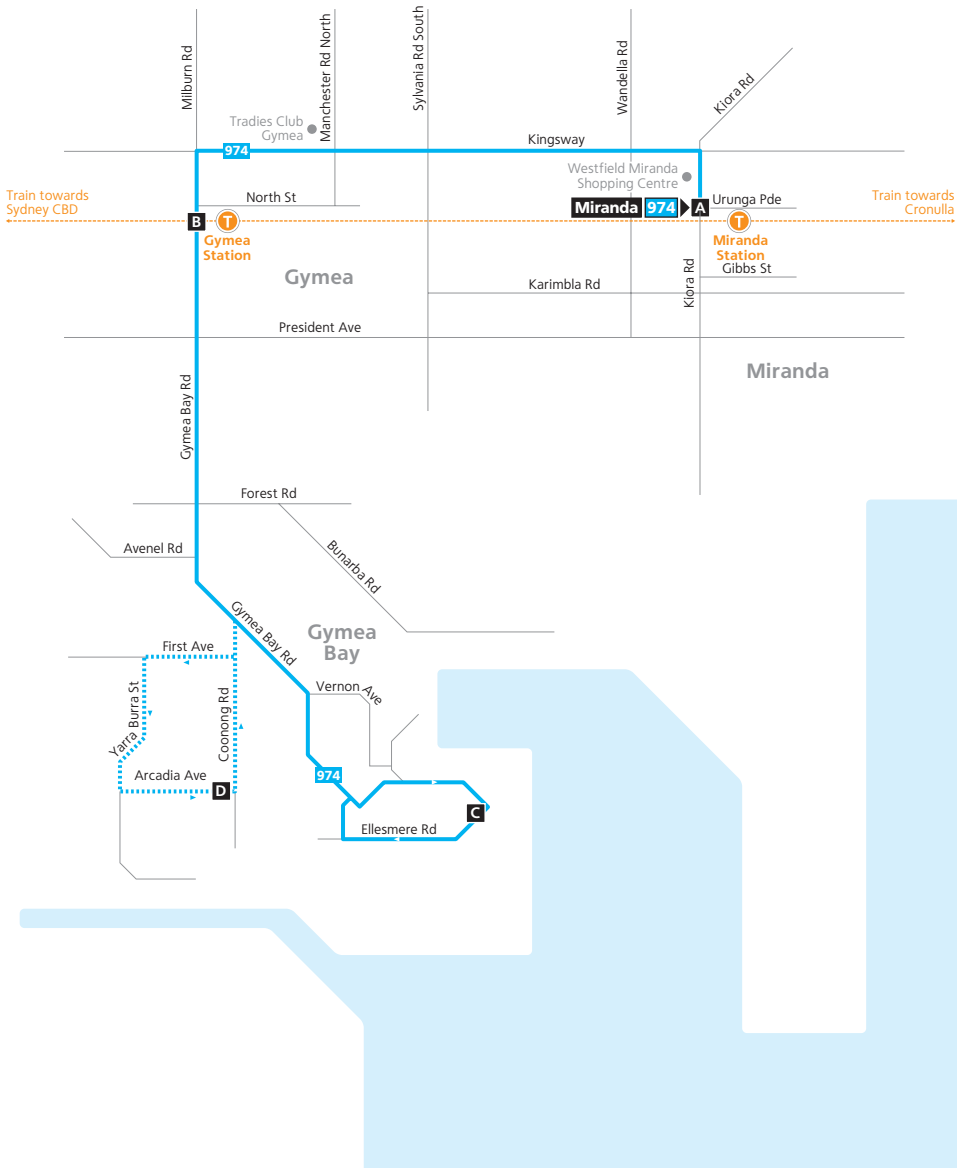 Milburn Rd
Manchester Rd North
Sylvania Rd South
Wandella Rd
Kiora Rd
Tradies Club
Gymea
974
Kingsway
Westfield Miranda
Shopping Centre
Train towards
Sydney CBD
North St
Miranda 974 A
Urunga Pde
Train towards
Cronulla
B
T
Gymea
Station
T
Miranda
Station
Gymea
Gibbs St
Karimbla Rd
Kiora Rd
President Ave
Miranda
Gymea Bay Rd
Forest Rd
Avenel Rd
Bunarba Rd
Gymea Bay Rd
Gymea
Bay
First Ave
Vernon Ave
Yarra Burra St
Coonong Rd
Arcadia Ave
D
974
C
Ellesmere Rd